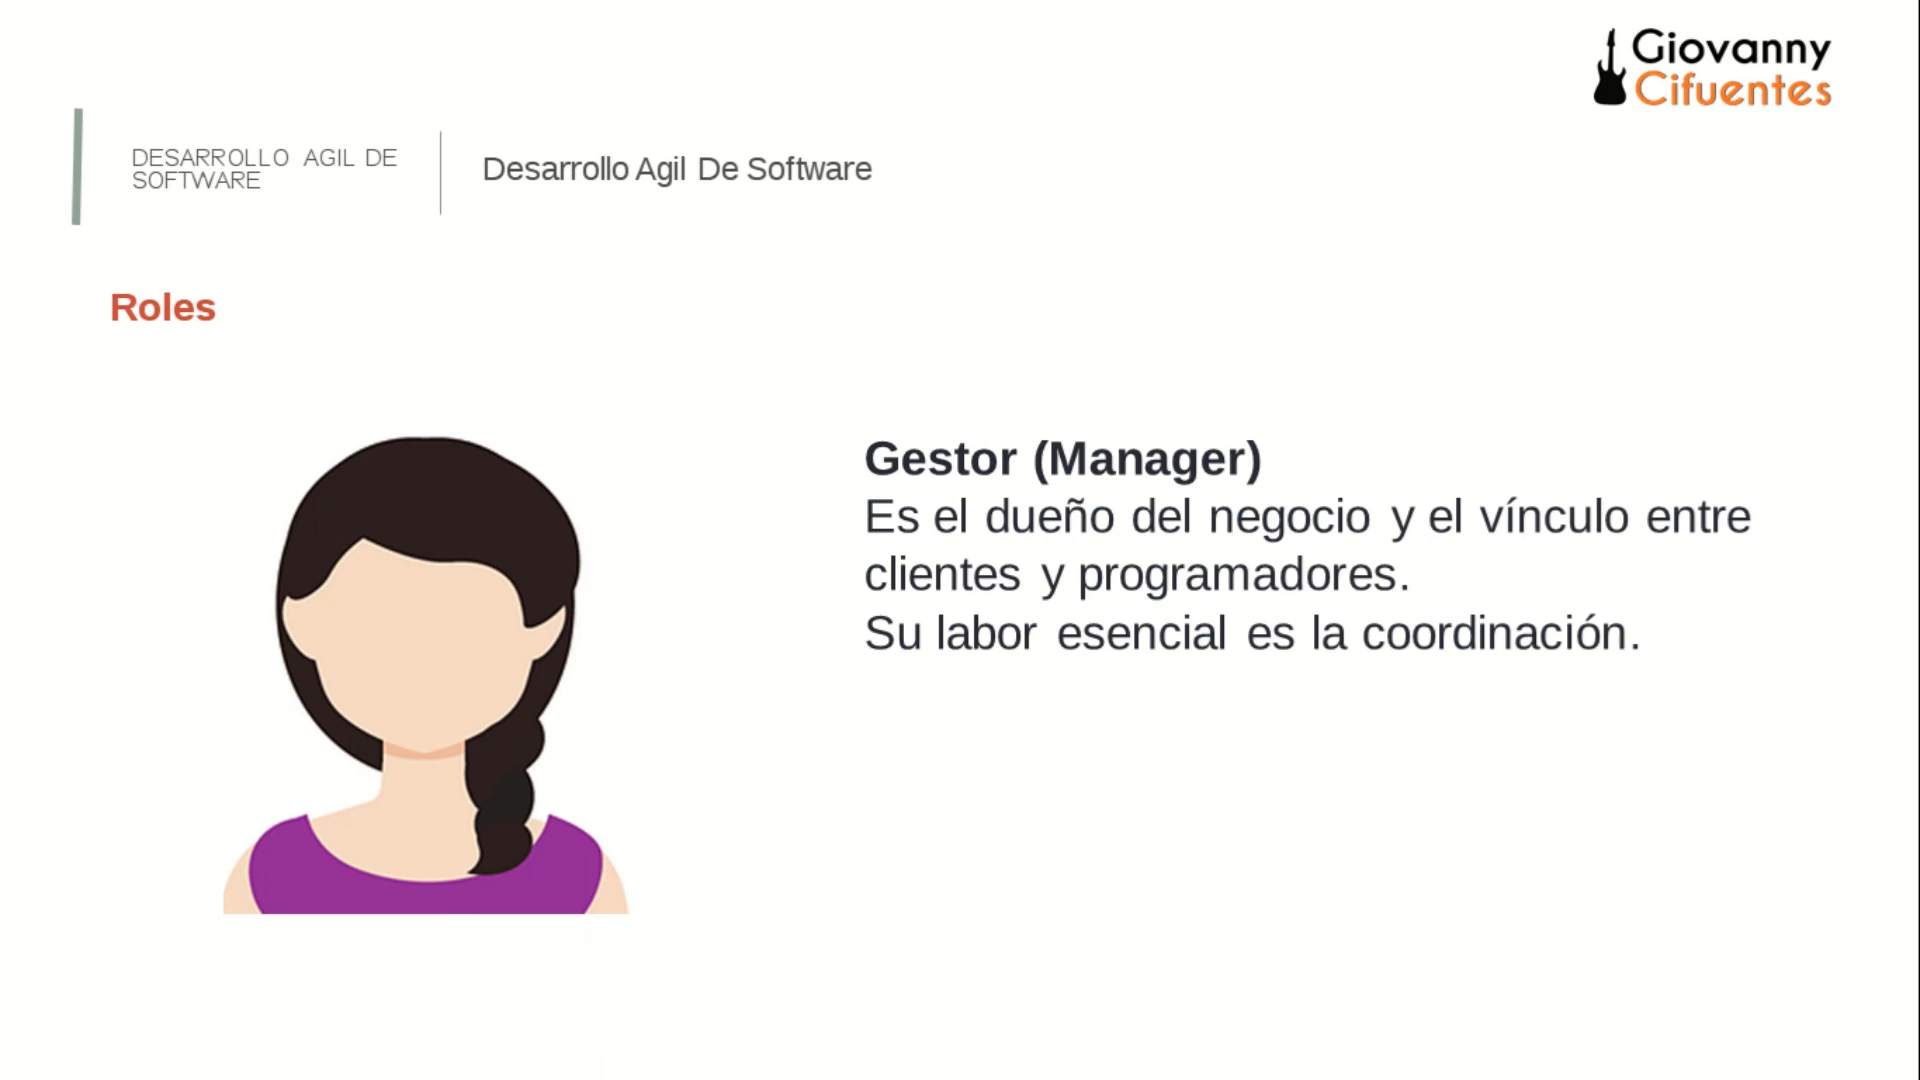 Giovanny
Cifuentes
DESARROLLO AGIL DE
SOFTWARE
Desarrollo Agil De Software
Roles
Gestor (Manager)
Es el dueño del negocio y el vínculo entre
clientes y programadores.
Su labor esencial es la coordinación.